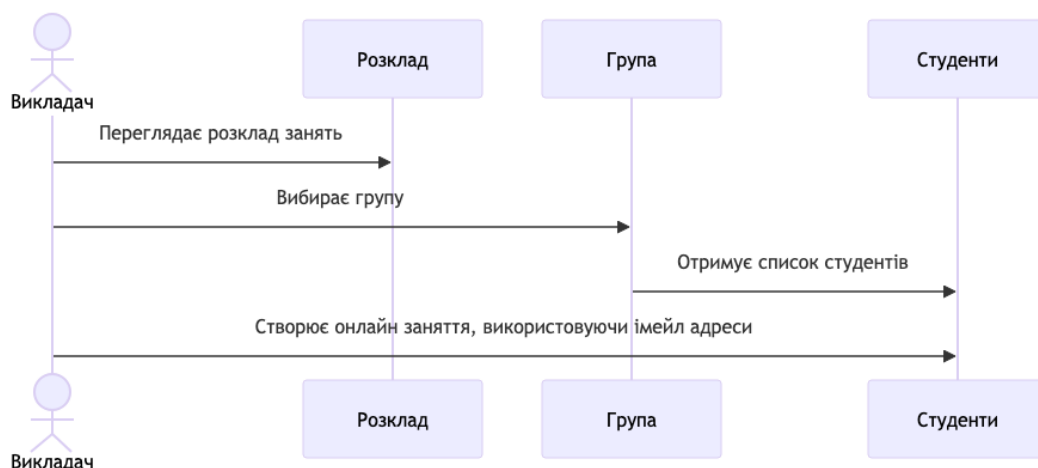 Розклад
Група
Студенти
Викладач
Переглядає розклад занять
Вибирає групу
Отримує список студентів
Створює онлайн заняття, використовуючи імейл адреси
Розклад
Група
Студенти
Викладач